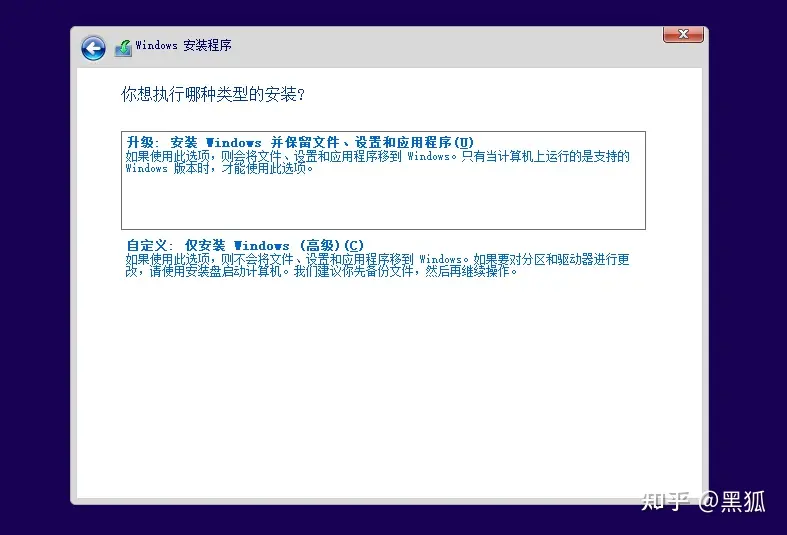 Windows 安装程序
你想执行哪种类型的安装?
升级: 安装 Windows 并保留文件、设置和应用程序(U)
如果使用此选项，则会将文件、设置和应用程序移到 Windows。只有当计算机上运行的是支持的
Windows 版本时，才能使用此选项。
自定义: 仅安装 Windows (高级)(C)
如果使用此选项，则不会将文件、设置和应用程序移到 Windows。如果要对分区和驱动器进行更
改，请使用安装盘启动计算机。我们建议你先备份文件，然后再继续操作。
知乎 @黑狐